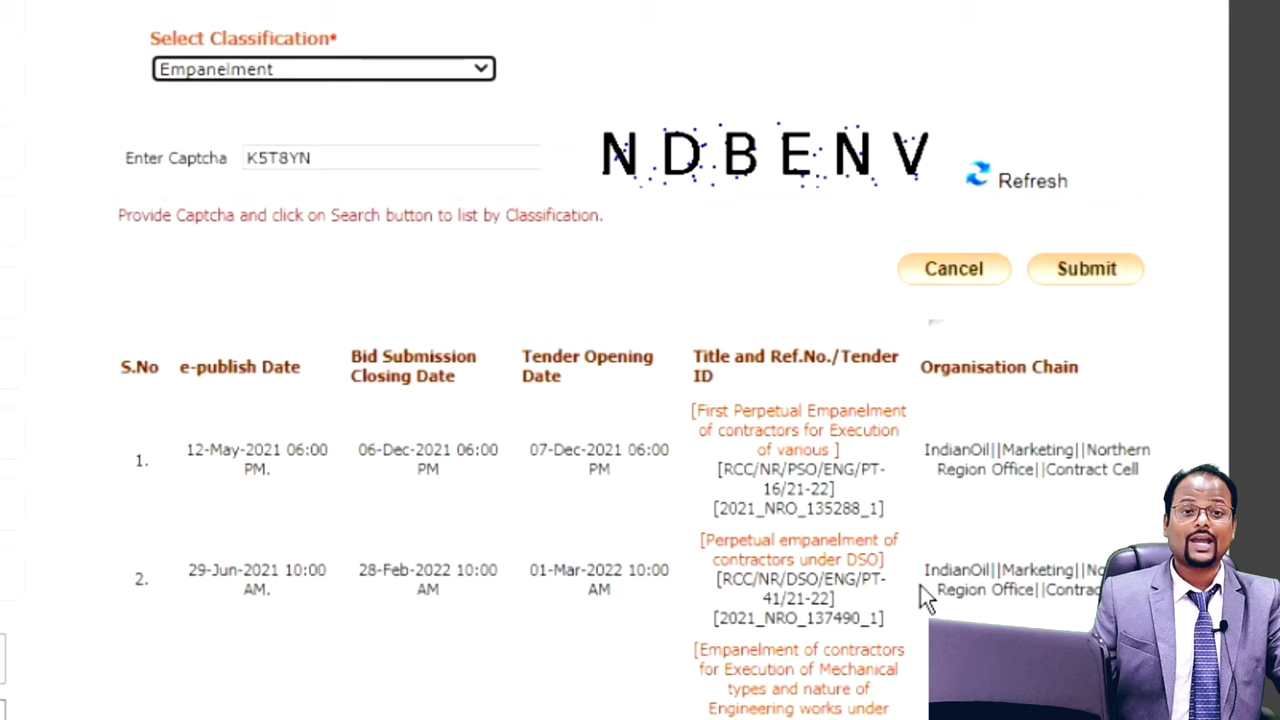 Select Classification*
Empanelment
Enter Captcha K5T8YN
NDBENV
Refresh
Provide Captcha and click on Search button to list by Classification.
Cancel Submit
S.No e-publish Date Bid Submission Closing Date Tender Opening Date Title and Ref.No./Tender ID Organisation Chain
1.
12-May-2021 06:00
PM.
06-Dec-2021 06:00
PM
07-Dec-2021 06:00
PM
[First Perpetual Empanelment
of contractors for Execution
of various ]
[RCC/NR/PSO/ENG/PT-
16/21-22]
[2021_NRO_135288_1]
IndianOil||Marketing||Northern
Region Office||Contract Cell
2.
29-Jun-2021 10:00
AM.
28-Feb-2022 10:00
AM
01-Mar-2022 10:00
AM
[Perpetual empanelment of
contractors under DSO]
[RCC/NR/DSO/ENG/PT-
41/21-22]
[2021_NRO_137490_1]
IndianOil||Marketing||
Region Office||
[Empanelment of contractors
for Execution of Mechanical
types and nature of
Engineering works under